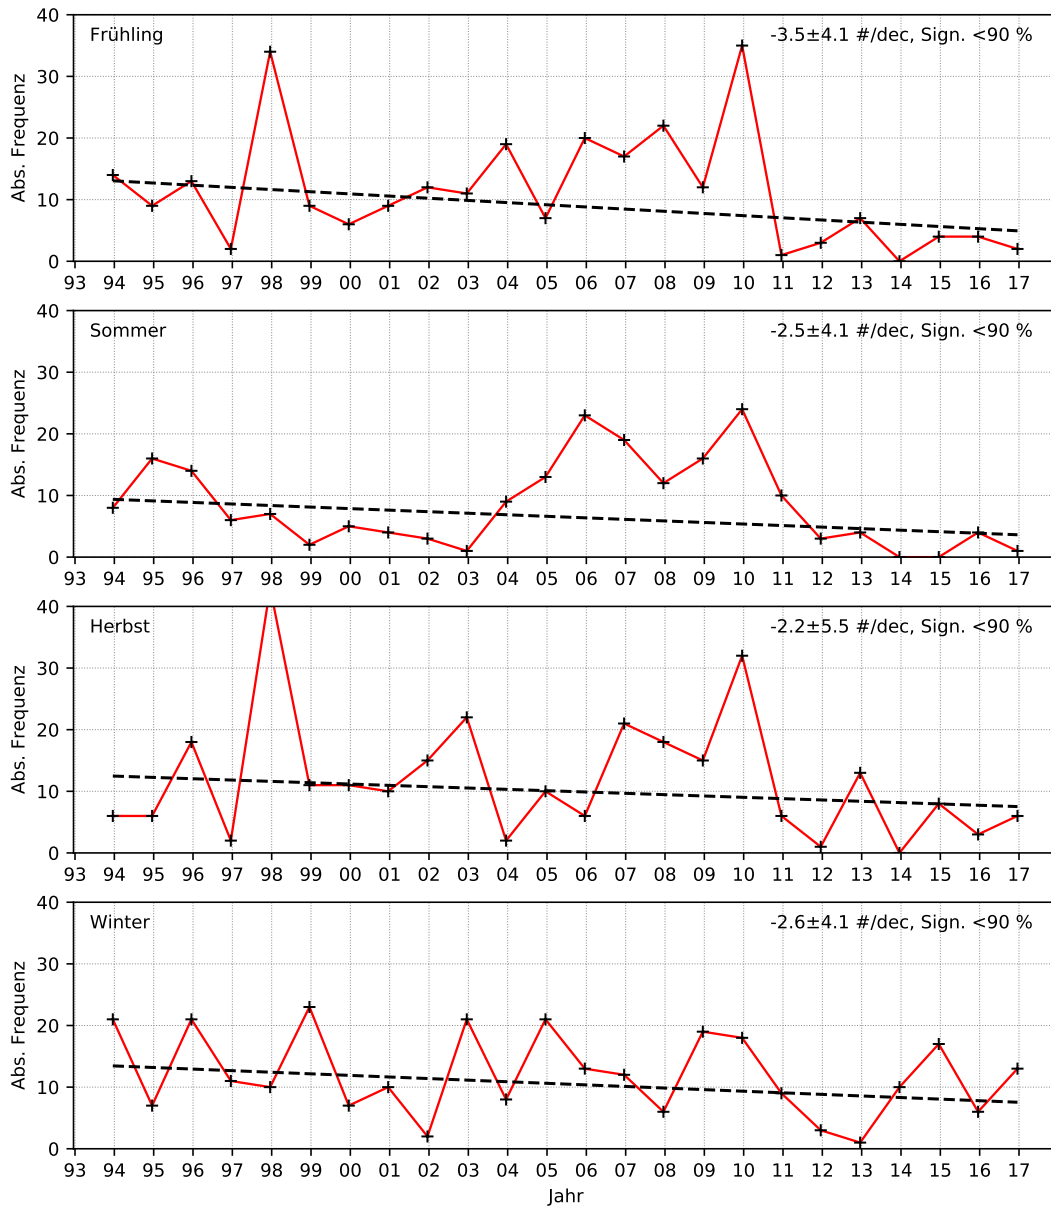 Frühling
-3.5±4.1 #/dec, Sign. <90 %
Abs. Frequenz
40
30
20
10
0
93 94 95 96 97 98 99 00 01 02 03 04 05 06 07 08 09 10 11 12 13 14 15 16 17
Sommer
-2.5±4.1 #/dec, Sign. <90 %
Abs. Frequenz
40
30
20
10
0
93 94 95 96 97 98 99 00 01 02 03 04 05 06 07 08 09 10 11 12 13 14 15 16 17
Herbst
-2.2±5.5 #/dec, Sign. <90 %
Abs. Frequenz
40
30
20
10
0
93 94 95 96 97 98 99 00 01 02 03 04 05 06 07 08 09 10 11 12 13 14 15 16 17
Winter
-2.6±4.1 #/dec, Sign. <90 %
Abs. Frequenz
40
30
20
10
0
93 94 95 96 97 98 99 00 01 02 03 04 05 06 07 08 09 10 11 12 13 14 15 16 17
Jahr